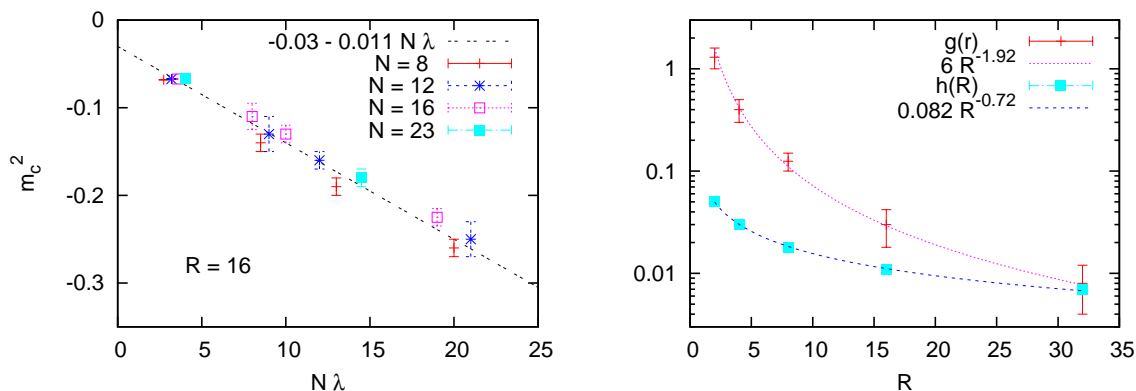 0
-0.1
-0.2
-0.3
m_c^2
-0.03 - 0.011 N λ
N = 8
N = 12
N = 16
N = 23
R = 16
0 5 10 15 20 25
N λ
1
0.1
0.01
g(r)
6 R^-1.92
h(R)
0.082 R^-0.72
0 5 10 15 20 25 30 35
R